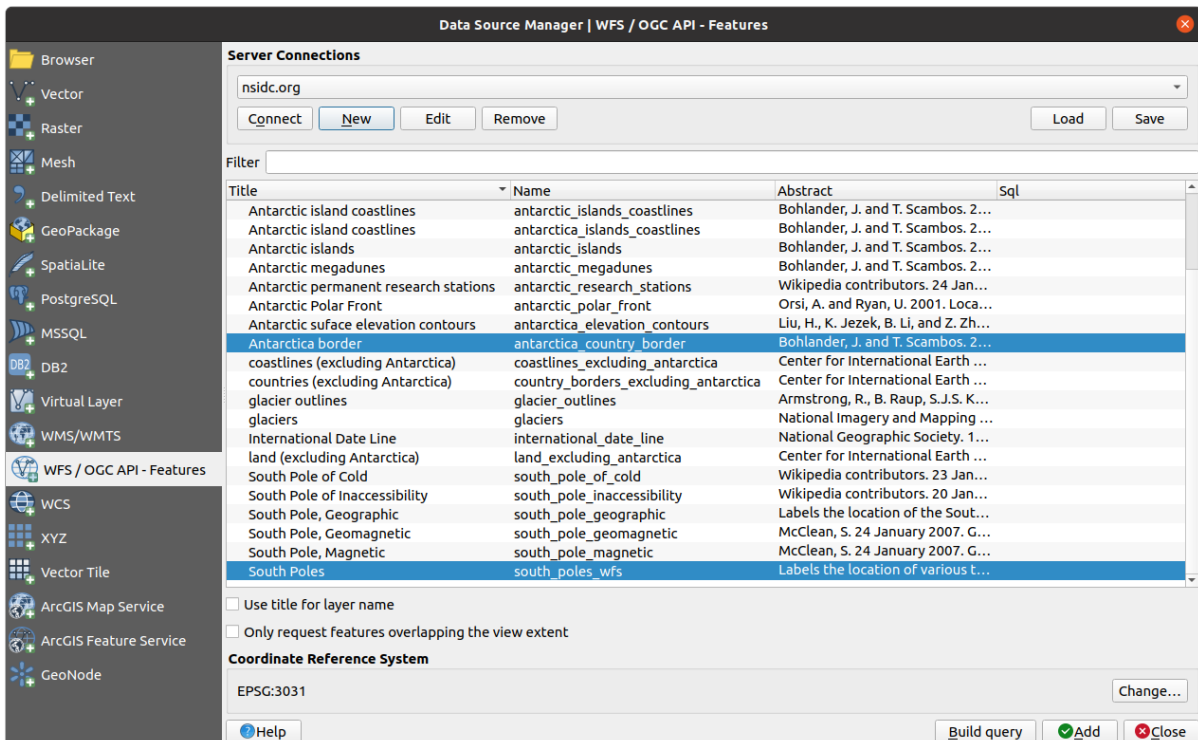 Data Source Manager | WFS / OGC API - Features
Browser
Vector
Raster
Mesh
Delimited Text
GeoPackage
SpatiaLite
PostgreSQL
MSSQL
DB2 DB2
Virtual Layer
WMS/WMTS
WFS / OGC API - Features
WCS
XYZ
Vector Tile
ArcGIS Map Service
ArcGIS Feature Service
GeoNode
Server Connections
nsidc.org
Connect New Edit Remove Load Save
Filter
Title Name Abstract Sql
Antarctic island coastlines antarctic_islands_coastlines Bohlander, J. and T. Scambos. 2...
Antarctic island coastlines antarctica_islands_coastlines Bohlander, J. and T. Scambos. 2...
Antarctic islands antarctic_islands Bohlander, J. and T. Scambos. 2...
Antarctic megadunes antarctic_megadunes Bohlander, J. and T. Scambos. 2...
Antarctic permanent research stations antarctic_research_stations Wikipedia contributors. 24 Jan...
Antarctic Polar Front antarctic_polar_front Orsi, A. and Ryan, U. 2001. Loca...
Antarctic suface elevation contours antarctica_elevation_contours Liu, H., K. Jezek, B. Li, and Z. Zh...
Antarctica border antarctica_country_border Bohlander, J. and T. Scambos. 2...
coastlines (excluding Antarctica) coastlines_excluding_antarctica Center for International Earth ...
countries (excluding Antarctica) country_borders_excluding_antarctica Center for International Earth ...
glacier outlines glacier_outlines Armstrong, R., B. Raup, S.J.S. K...
glaciers glaciers National Imagery and Mapping ...
International Date Line international_date_line National Geographic Society. 1...
land (excluding Antarctica) land_excluding_antarctica Center for International Earth ...
South Pole of Cold south_pole_of_cold Wikipedia contributors. 23 Jan...
South Pole of Inaccessibility south_pole_inaccessibility Wikipedia contributors. 20 Jan...
South Pole, Geographic south_pole_geographic Labels the location of the Sout...
South Pole, Geomagnetic south_pole_geomagnetic McClean, S. 24 January 2007. G...
South Pole, Magnetic south_pole_magnetic McClean, S. 24 January 2007. G...
South Poles south_poles_wfs Labels the location of various t...
Use title for layer name
Only request features overlapping the view extent
Coordinate Reference System
EPSG:3031 Change...
Help Build query Add Close